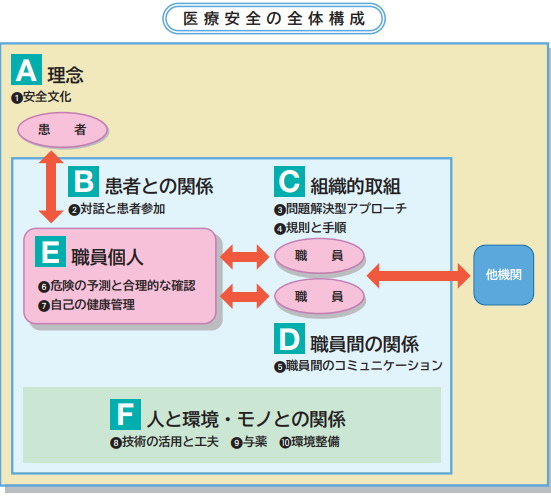 医療安全の全体構成
A 理念
❶安全文化
患 者
B 患者との関係
❷対話と患者参加
C 組織的取組
❸問題解決型アプローチ
❹規則と手順
E 職員個人
❻危険の予測と合理的な確認
❼自己の健康管理
職 員
職 員
他機関
D 職員間の関係
❺職員間のコミュニケーション
F 人と環境・モノとの関係
❽技術の活用と工夫 ❾与薬 ❿環境整備